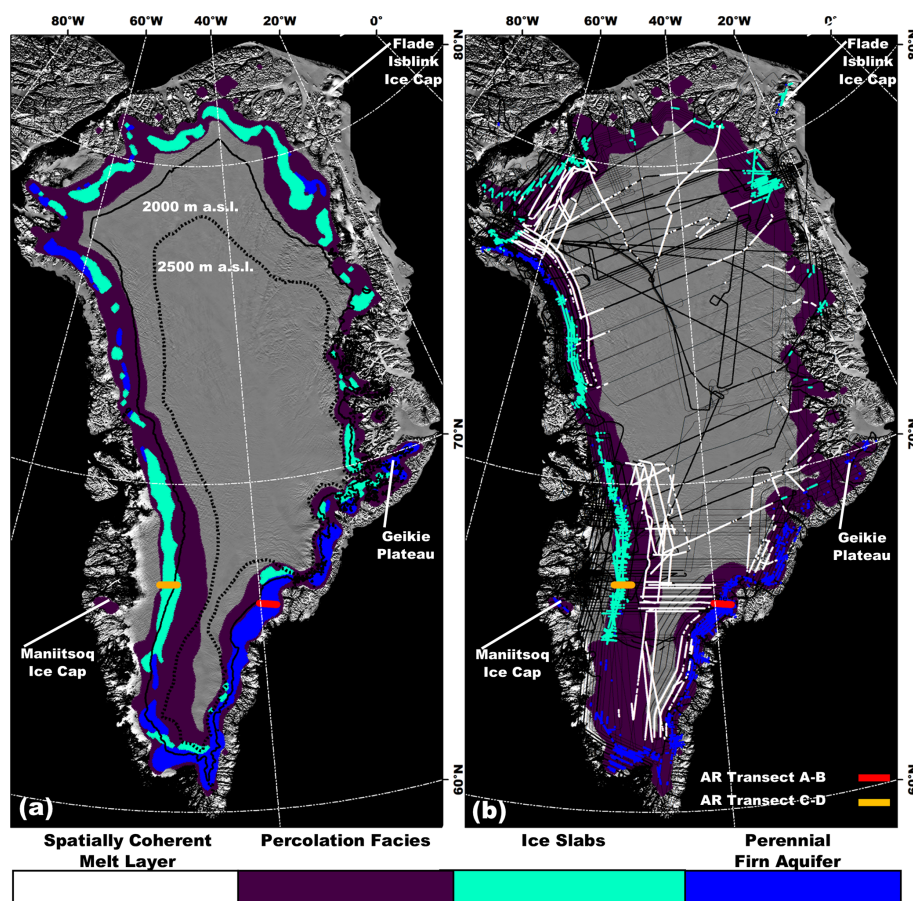 80°W 60°W 40°W 20°W 0°
80°W 60°W 40°W 20°W 0°
80°N
80°N
Flade
Isblink
Ice Cap
Flade
Isblink
Ice Cap
2000 m a.s.l.
2500 m a.s.l.
70°N
70°N
Geikie
Plateau
Geikie
Plateau
Maniitsoq
Ice Cap
Maniitsoq
Ice Cap
60°N
60°N
AR Transect A-B
AR Transect C-D
(a)
(b)
Spatially Coherent
Melt Layer
Percolation Facies
Ice Slabs
Perennial
Firn Aquifer